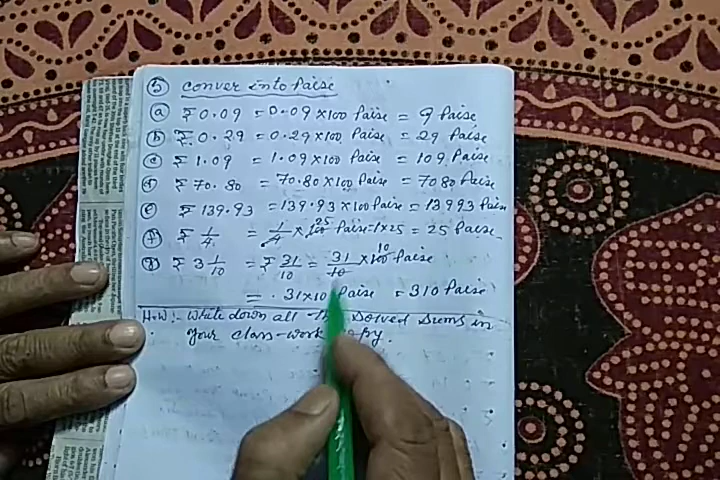 ③ Conver into Paise
ⓐ ₹ 0.09 = 0.09 × 100 Paise = 9 Paise
ⓑ ₹ 0.29 = 0.29 × 100 Paise = 29 Paise
ⓒ ₹ 1.09 = 1.09 × 100 Paise = 109 Paise
ⓓ ₹ 70.80 = 70.80 × 100 Paise = 7080 Paise
ⓔ ₹ 139.93 = 139.93 × 100 Paise = 13993 Paise
ⓕ ₹ 1/4 = 1/4 × 100 25 Paise = 1 × 25 = 25 Paise
ⓖ ₹ 3 1/10 = ₹ 31/10 = 31/10 × 100 10 Paise
= 31 × 10 Paise = 310 Paise
H.W :- Write down all the solved sums in
your class-work copy.